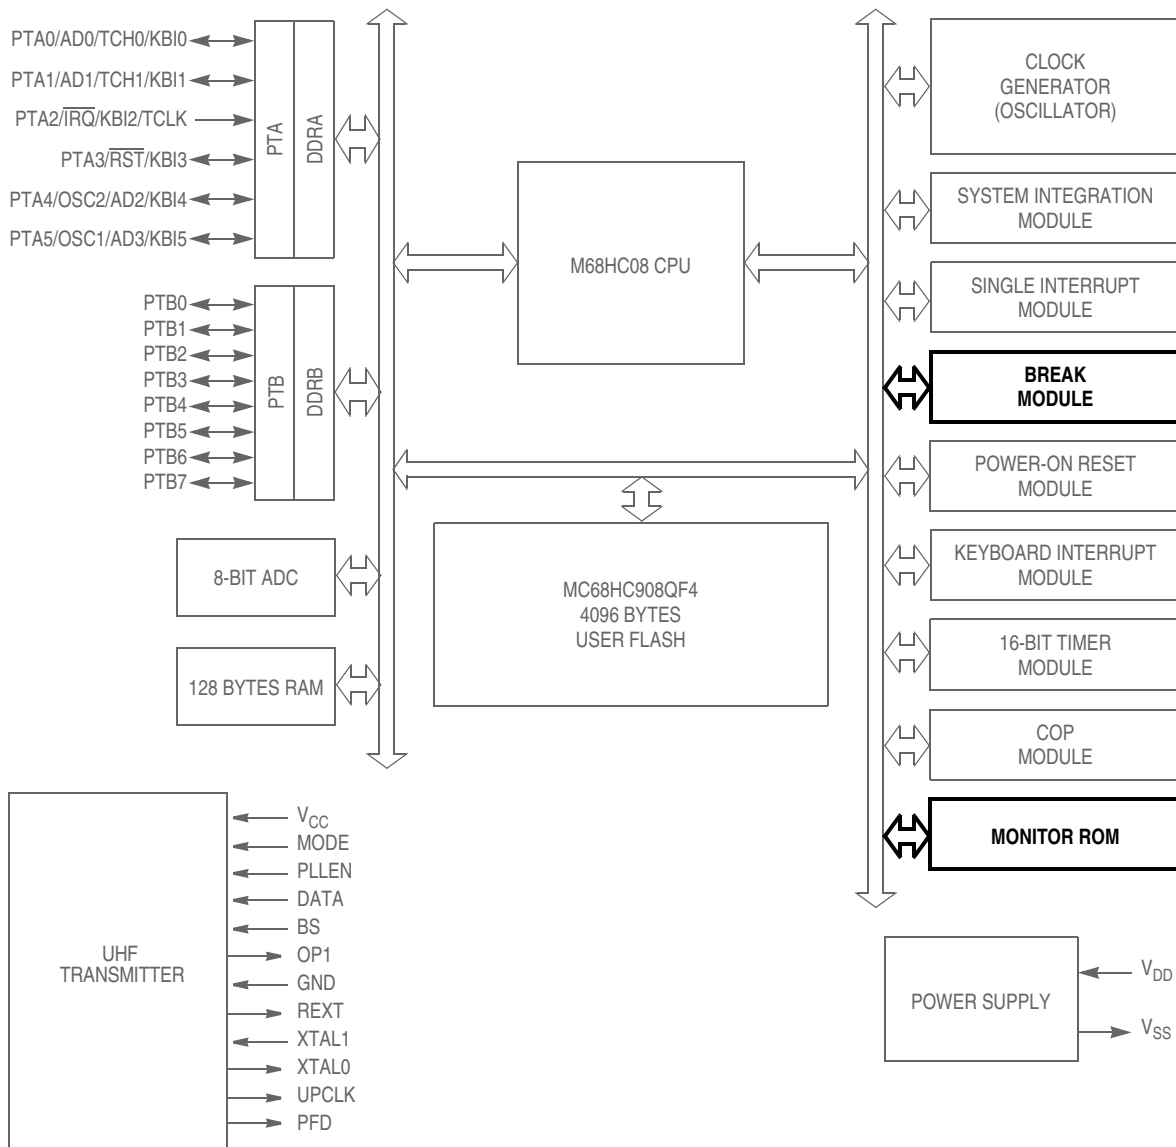 PTA0/AD0/TCH0/KBI0
PTA1/AD1/TCH1/KBI1
PTA2/IRQ/KBI2/TCLK
PTA3/RST/KBI3
PTA4/OSC2/AD2/KBI4
PTA5/OSC1/AD3/KBI5
PTA
DDRA
PTB0
PTB1
PTB2
PTB3
PTB4
PTB5
PTB6
PTB7
PTB
DDRB
8-BIT ADC
128 BYTES RAM
M68HC08 CPU
MC68HC908QF4
4096 BYTES
USER FLASH
CLOCK
GENERATOR
(OSCILLATOR)
SYSTEM INTEGRATION
MODULE
SINGLE INTERRUPT
MODULE
BREAK
MODULE
POWER-ON RESET
MODULE
KEYBOARD INTERRUPT
MODULE
16-BIT TIMER
MODULE
COP
MODULE
MONITOR ROM
UHF
TRANSMITTER
VCC
MODE
PLLEN
DATA
BS
OP1
GND
REXT
XTAL1
XTAL0
UPCLK
PFD
POWER SUPPLY
VDD
VSS